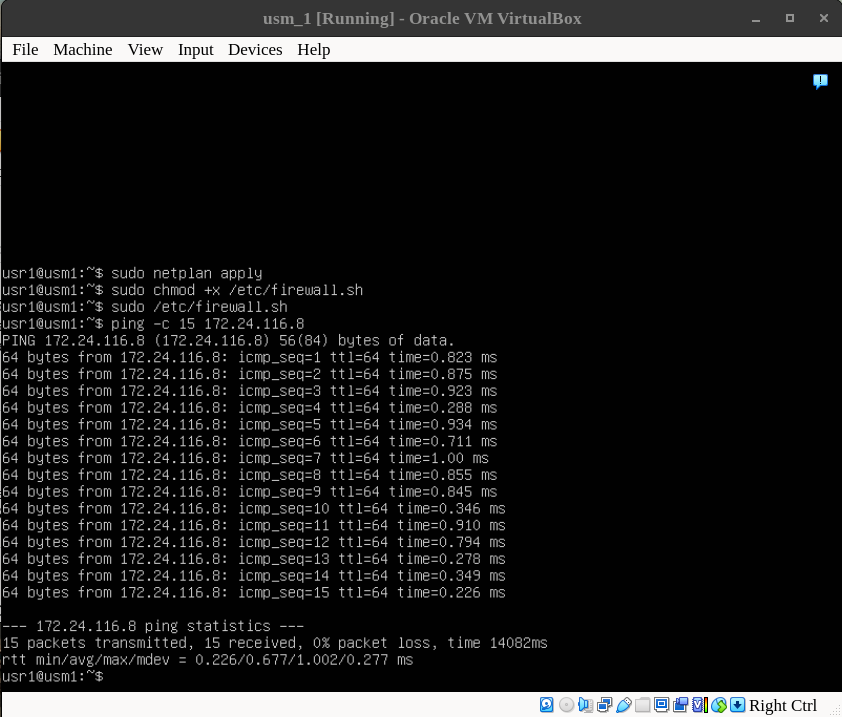 usm_1 [Running] - Oracle VM VirtualBox
File Machine View Input Devices Help
usr1@usm1:~$ sudo netplan apply
usr1@usm1:~$ sudo chmod +x /etc/firewall.sh
usr1@usm1:~$ sudo /etc/firewall.sh
usr1@usm1:~$ ping -c 15 172.24.116.8
PING 172.24.116.8 (172.24.116.8) 56(84) bytes of data.
64 bytes from 172.24.116.8: icmp_seq=1 ttl=64 time=0.823 ms
64 bytes from 172.24.116.8: icmp_seq=2 ttl=64 time=0.875 ms
64 bytes from 172.24.116.8: icmp_seq=3 ttl=64 time=0.923 ms
64 bytes from 172.24.116.8: icmp_seq=4 ttl=64 time=0.288 ms
64 bytes from 172.24.116.8: icmp_seq=5 ttl=64 time=0.934 ms
64 bytes from 172.24.116.8: icmp_seq=6 ttl=64 time=0.711 ms
64 bytes from 172.24.116.8: icmp_seq=7 ttl=64 time=1.00 ms
64 bytes from 172.24.116.8: icmp_seq=8 ttl=64 time=0.855 ms
64 bytes from 172.24.116.8: icmp_seq=9 ttl=64 time=0.845 ms
64 bytes from 172.24.116.8: icmp_seq=10 ttl=64 time=0.346 ms
64 bytes from 172.24.116.8: icmp_seq=11 ttl=64 time=0.910 ms
64 bytes from 172.24.116.8: icmp_seq=12 ttl=64 time=0.794 ms
64 bytes from 172.24.116.8: icmp_seq=13 ttl=64 time=0.278 ms
64 bytes from 172.24.116.8: icmp_seq=14 ttl=64 time=0.349 ms
64 bytes from 172.24.116.8: icmp_seq=15 ttl=64 time=0.226 ms
--- 172.24.116.8 ping statistics ---
15 packets transmitted, 15 received, 0% packet loss, time 14082ms
rtt min/avg/max/mdev = 0.226/0.677/1.002/0.277 ms
usr1@usm1:~$
Right Ctrl